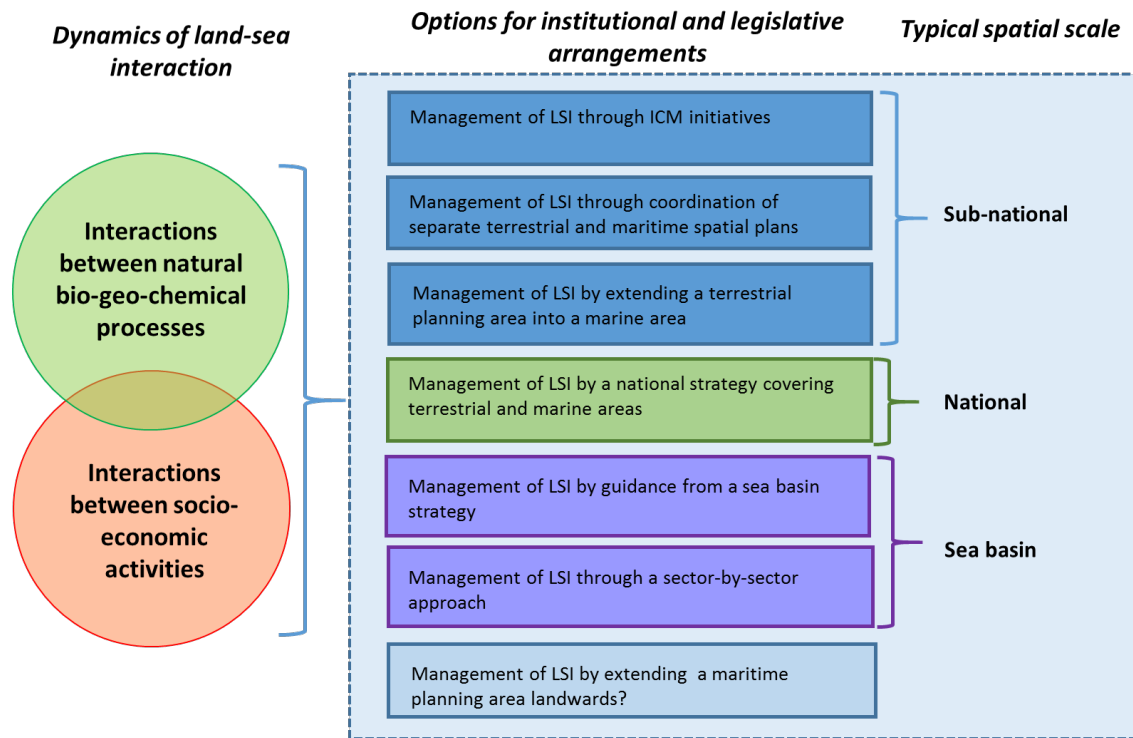 Dynamics of land-sea
interaction
Options for institutional and legislative
arrangements
Typical spatial scale
Interactions
between natural
bio-geo-chemical
processes
Interactions
between socio-
economic
activities
Management of LSI through ICM initiatives
Management of LSI through coordination of
separate terrestrial and maritime spatial plans
Management of LSI by extending a terrestrial
planning area into a marine area
Sub-national
Management of LSI by a national strategy covering
terrestrial and marine areas
National
Management of LSI by guidance from a sea basin
strategy
Management of LSI through a sector-by-sector
approach
Sea basin
Management of LSI by extending  a maritime
planning area landwards?